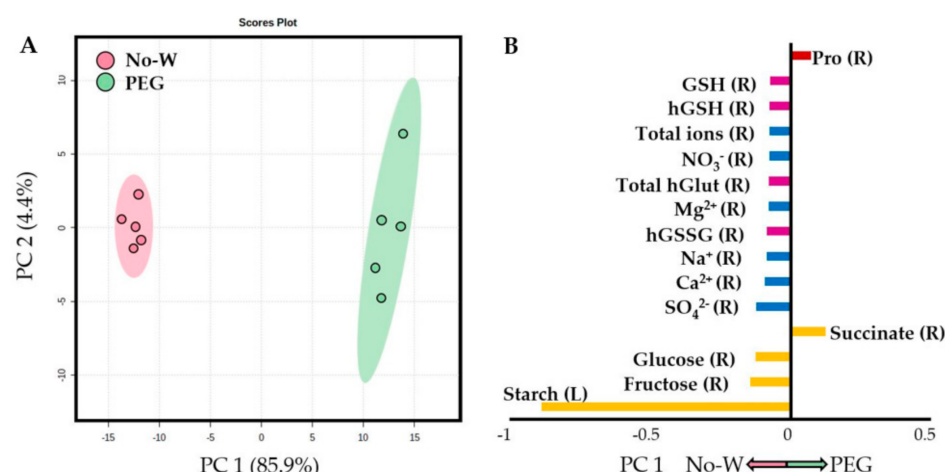 Scores Plot
A
No-W
PEG
PC 2 (4.4%)
10
5
0
-5
-10
-15
-10
-5
0
5
10
15
PC 1 (85.9%)
B
Pro (R)
GSH (R)
hGSH (R)
Total ions (R)
NO₃⁻ (R)
Total hGlut (R)
Mg²⁺ (R)
hGSSG (R)
Na⁺ (R)
Ca²⁺ (R)
SO₄²⁻ (R)
Succinate (R)
Glucose (R)
Fructose (R)
Starch (L)
-1
-0.5
0
0.5
PC 1 No-W PEG